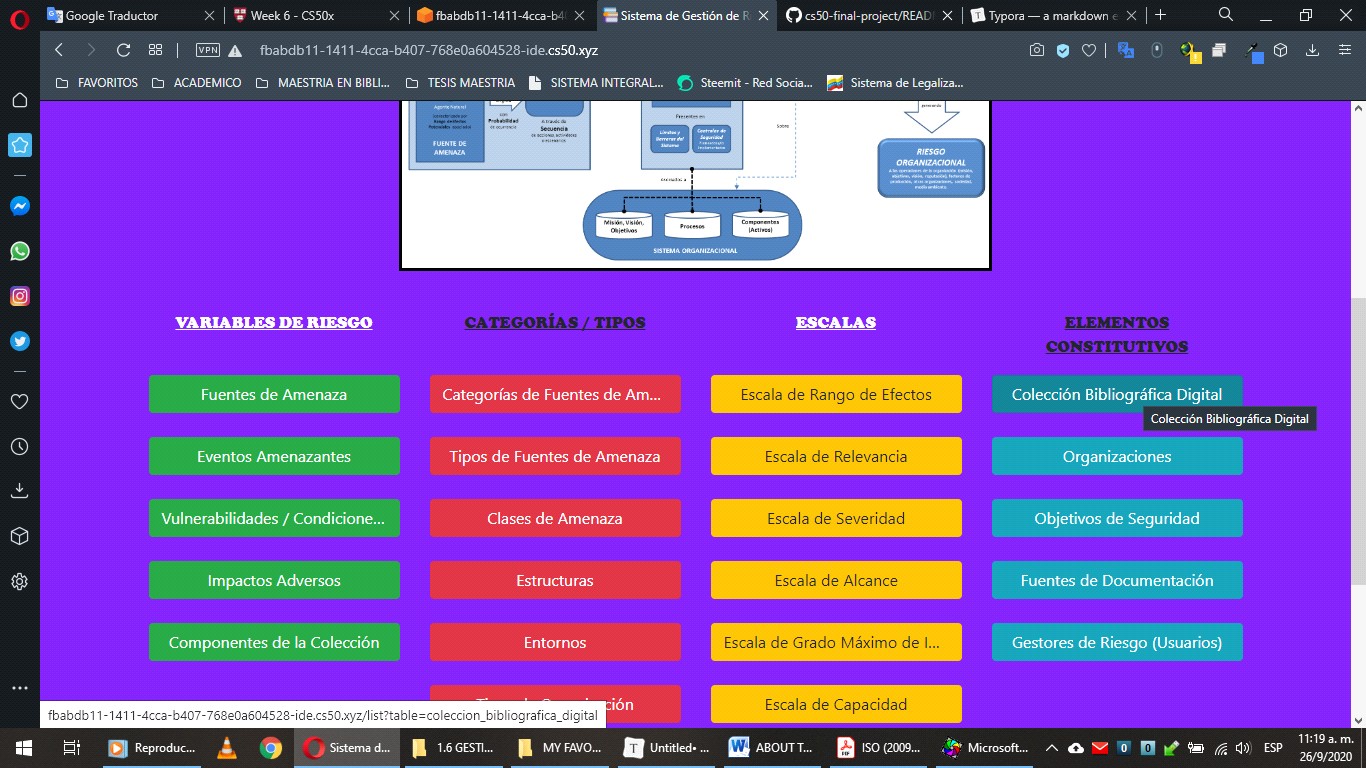 Google Traductor
Week 6 - CS50x
fbabdb11-1411-4cca-b4
Sistema de Gestión de R
cs50-final-project/READ
Typora — a markdown e
VPN
fbabdb11-1411-4cca-b407-768e0a604528-ide.cs50.xyz
FAVORITOS
ACADEMICO
MAESTRIA EN BIBLI...
TESIS MAESTRIA
SISTEMA INTEGRAL...
Steemit - Red Socia...
Sistema de Legaliza...
Agente Natural
FUENTE DE
AMENAZA
con
Probabilidad
de ocurrencia
A través de
Secuencia
Presentes en
Límites y
Barreras del
Sistema
Controles de
Seguridad
Sobre
RIESGO
ORGANIZACIONAL
Misión, Visión,
Objetivos
Procesos
Componentes
(Activos)
SISTEMA ORGANIZACIONAL
VARIABLES DE RIESGO
CATEGORÍAS / TIPOS
ESCALAS
ELEMENTOS
CONSTITUTIVOS
Fuentes de Amenaza
Categorías de Fuentes de Am...
Escala de Rango de Efectos
Colección Bibliográfica Digital
Colección Bibliográfica Digital
Eventos Amenazantes
Tipos de Fuentes de Amenaza
Escala de Relevancia
Organizaciones
Vulnerabilidades / Condicione...
Clases de Amenaza
Escala de Severidad
Objetivos de Seguridad
Impactos Adversos
Estructuras
Escala de Alcance
Fuentes de Documentación
Componentes de la Colección
Entornos
Escala de Grado Máximo de I...
Gestores de Riesgo (Usuarios)
Escala de Capacidad
fbabdb11-1411-4cca-b407-768e0a604528-ide.cs50.xyz/list?table=coleccion_bibliografica_digital
Reproduc...
Sistema d...
1.6 GESTI...
MY FAVO...
Untitled• ...
ABOUT T...
ISO (2009...
Microsoft...
0
0
ESP
11:19 a. m.
26/9/2020